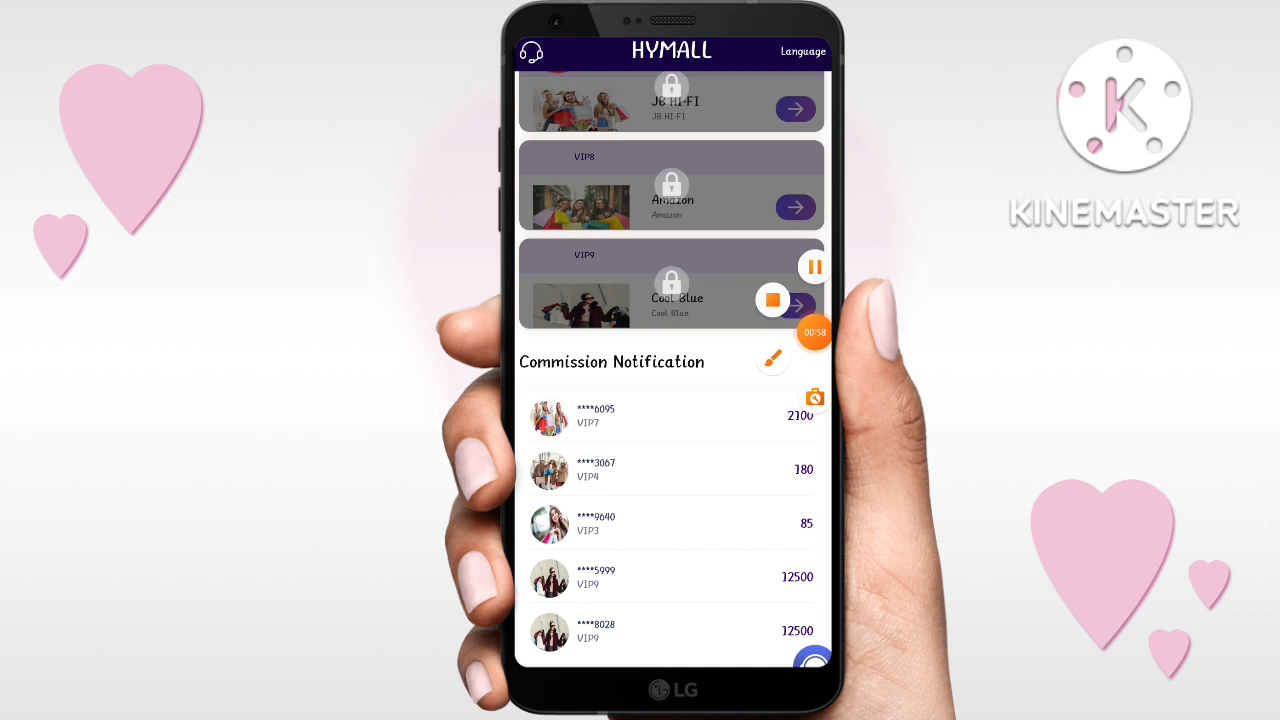 HYMALL
Language
JB HI-FI
JB HI-FI
VIP8
Amazon
Amazon
VIP9
Cool Blue
Cool Blue
00:58
Commission Notification
****6095
VIP7
2100
****3067
VIP4
180
****9640
VIP3
85
****5999
VIP9
12500
****8028
VIP9
12500
LG
K
KINEMASTER